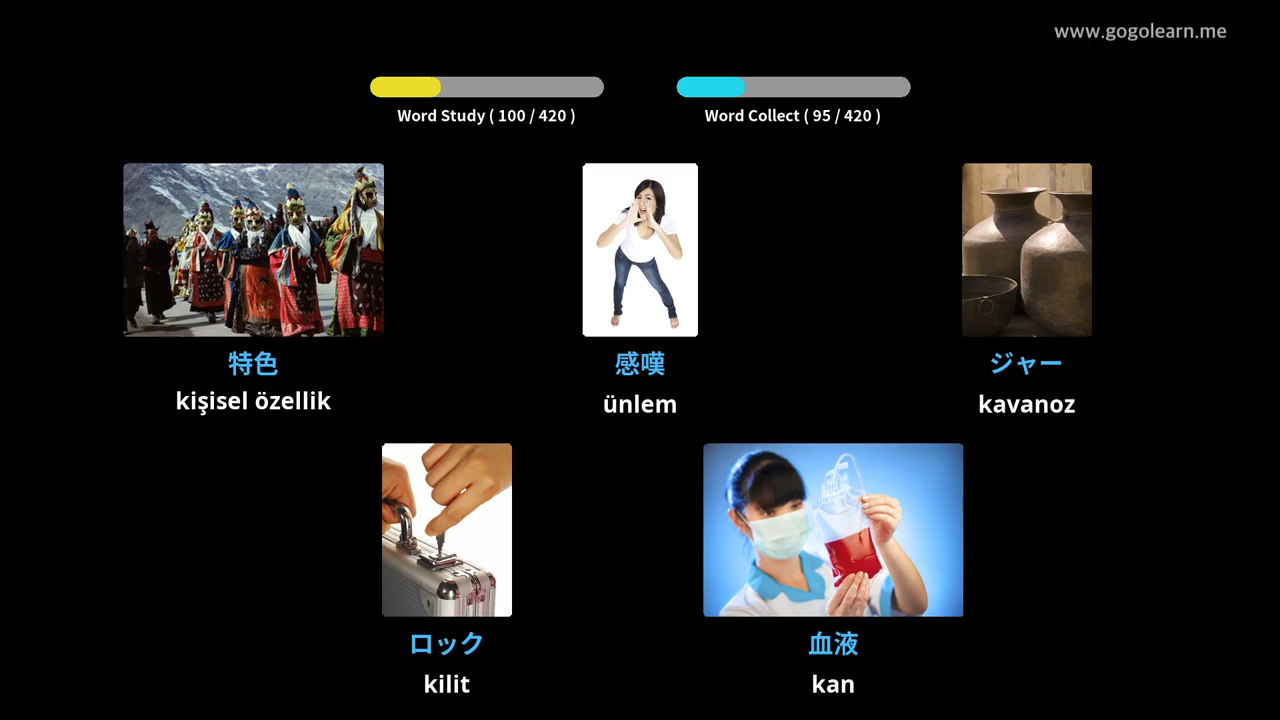 www.gogolearn.me
Word Study ( 100 / 420 )
Word Collect ( 95 / 420 )
特色
kişisel özellik
感嘆
ünlem
ジャー
kavanoz
ロック
kilit
血液
kan